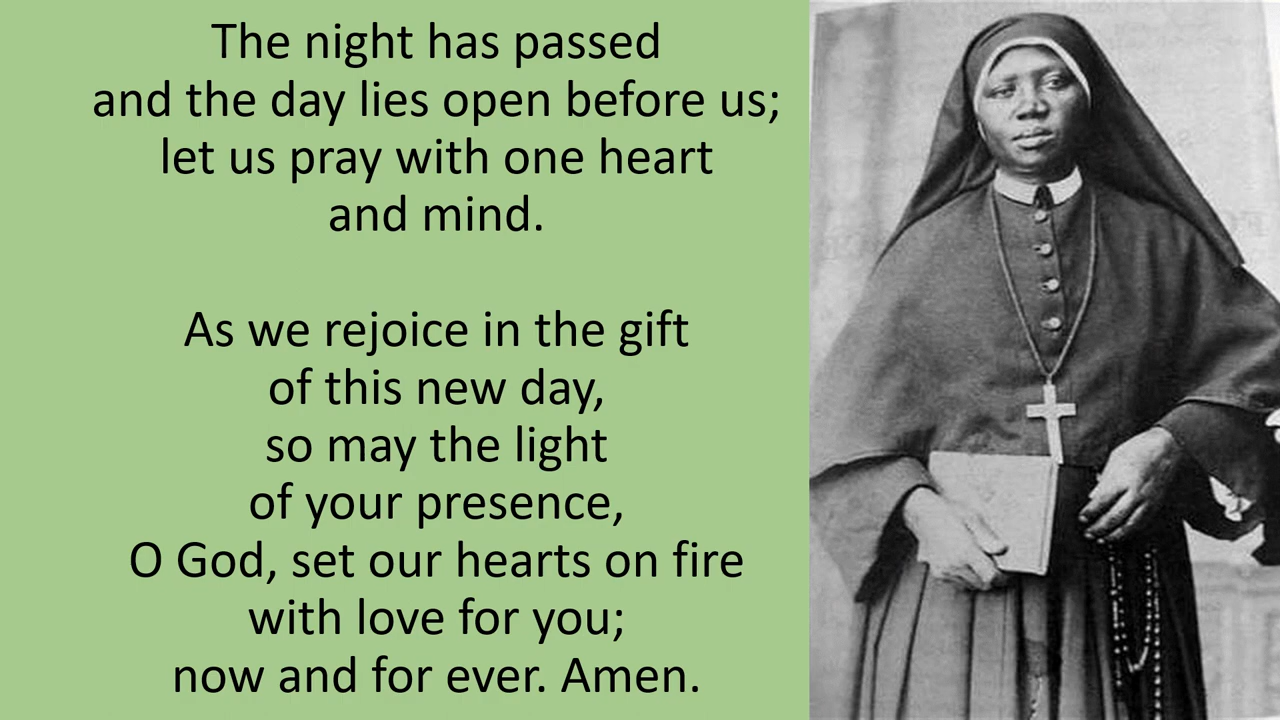 The night has passed
and the day lies open before us;
let us pray with one heart
and mind.
As we rejoice in the gift
of this new day,
so may the light
of your presence,
O God, set our hearts on fire
with love for you;
now and for ever. Amen.